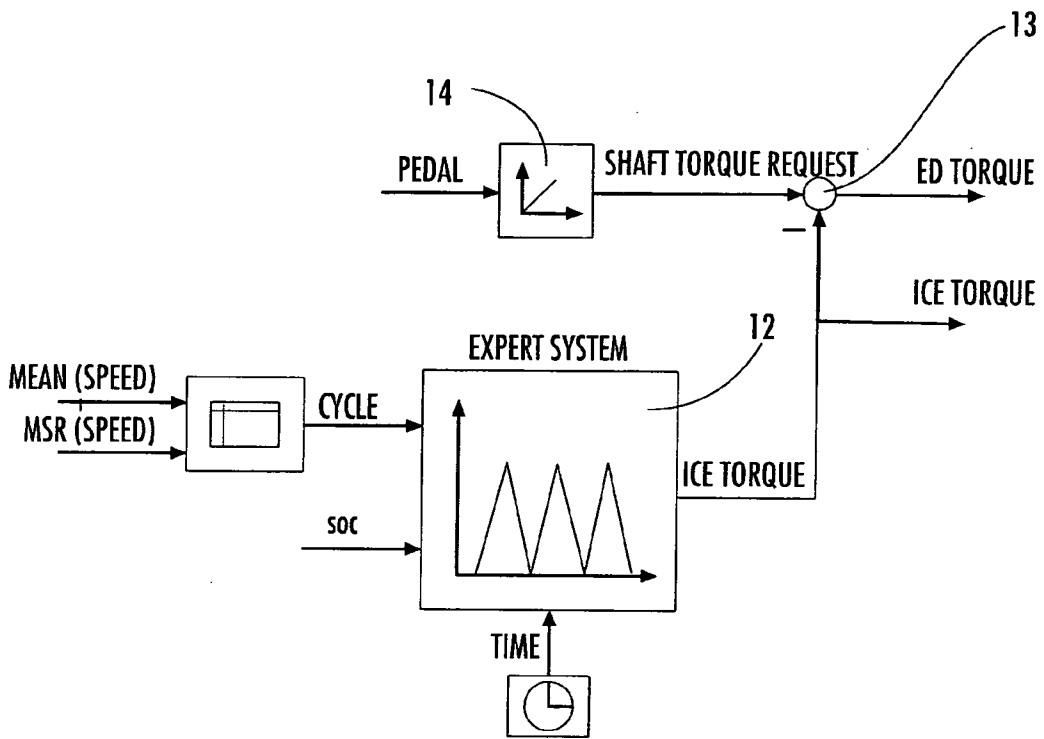 13
14
PEDAL
SHAFT TORQUE REQUEST
ED TORQUE
ICE TORQUE
12
EXPERT SYSTEM
MEAN (SPEED)
CYCLE
MSR (SPEED)
ICE TORQUE
SOC
TIME